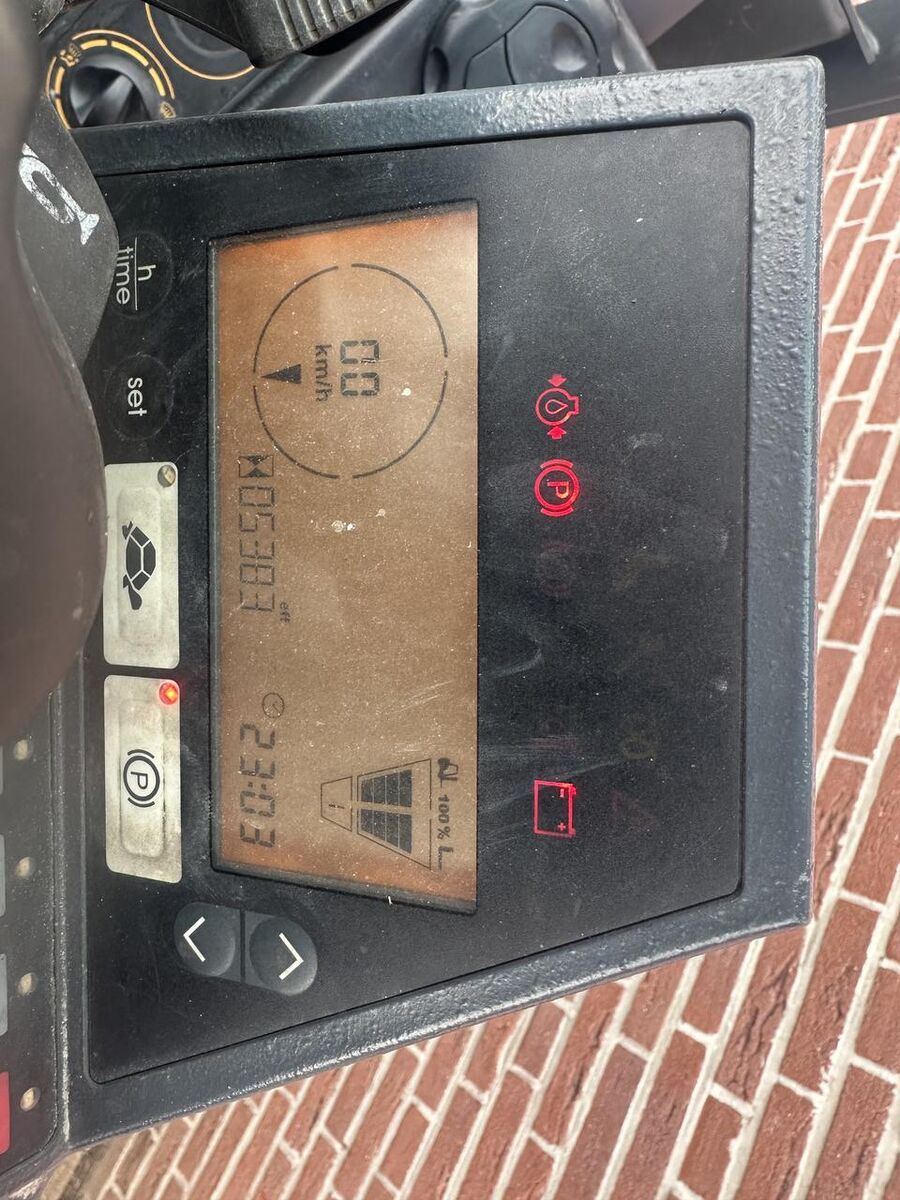 P
- +
100 %
00
km/h
eff
05383
23:03
h
time
set
P